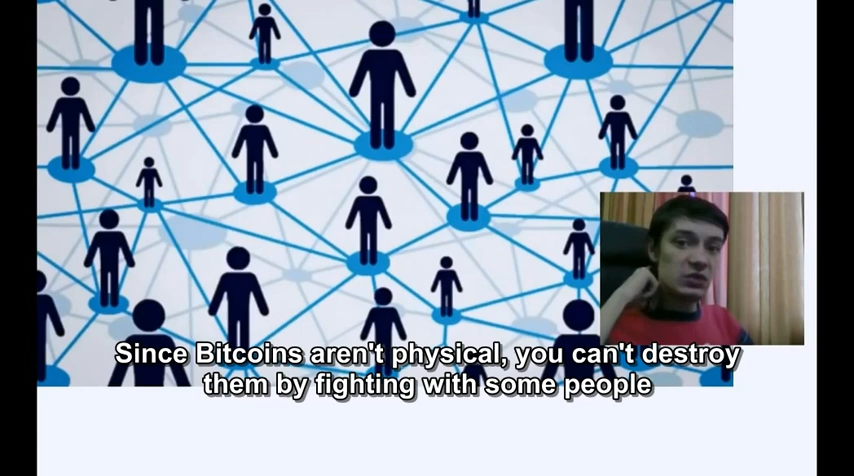 Since Bitcoins aren't physical, you can't destroy
them by fighting with some people